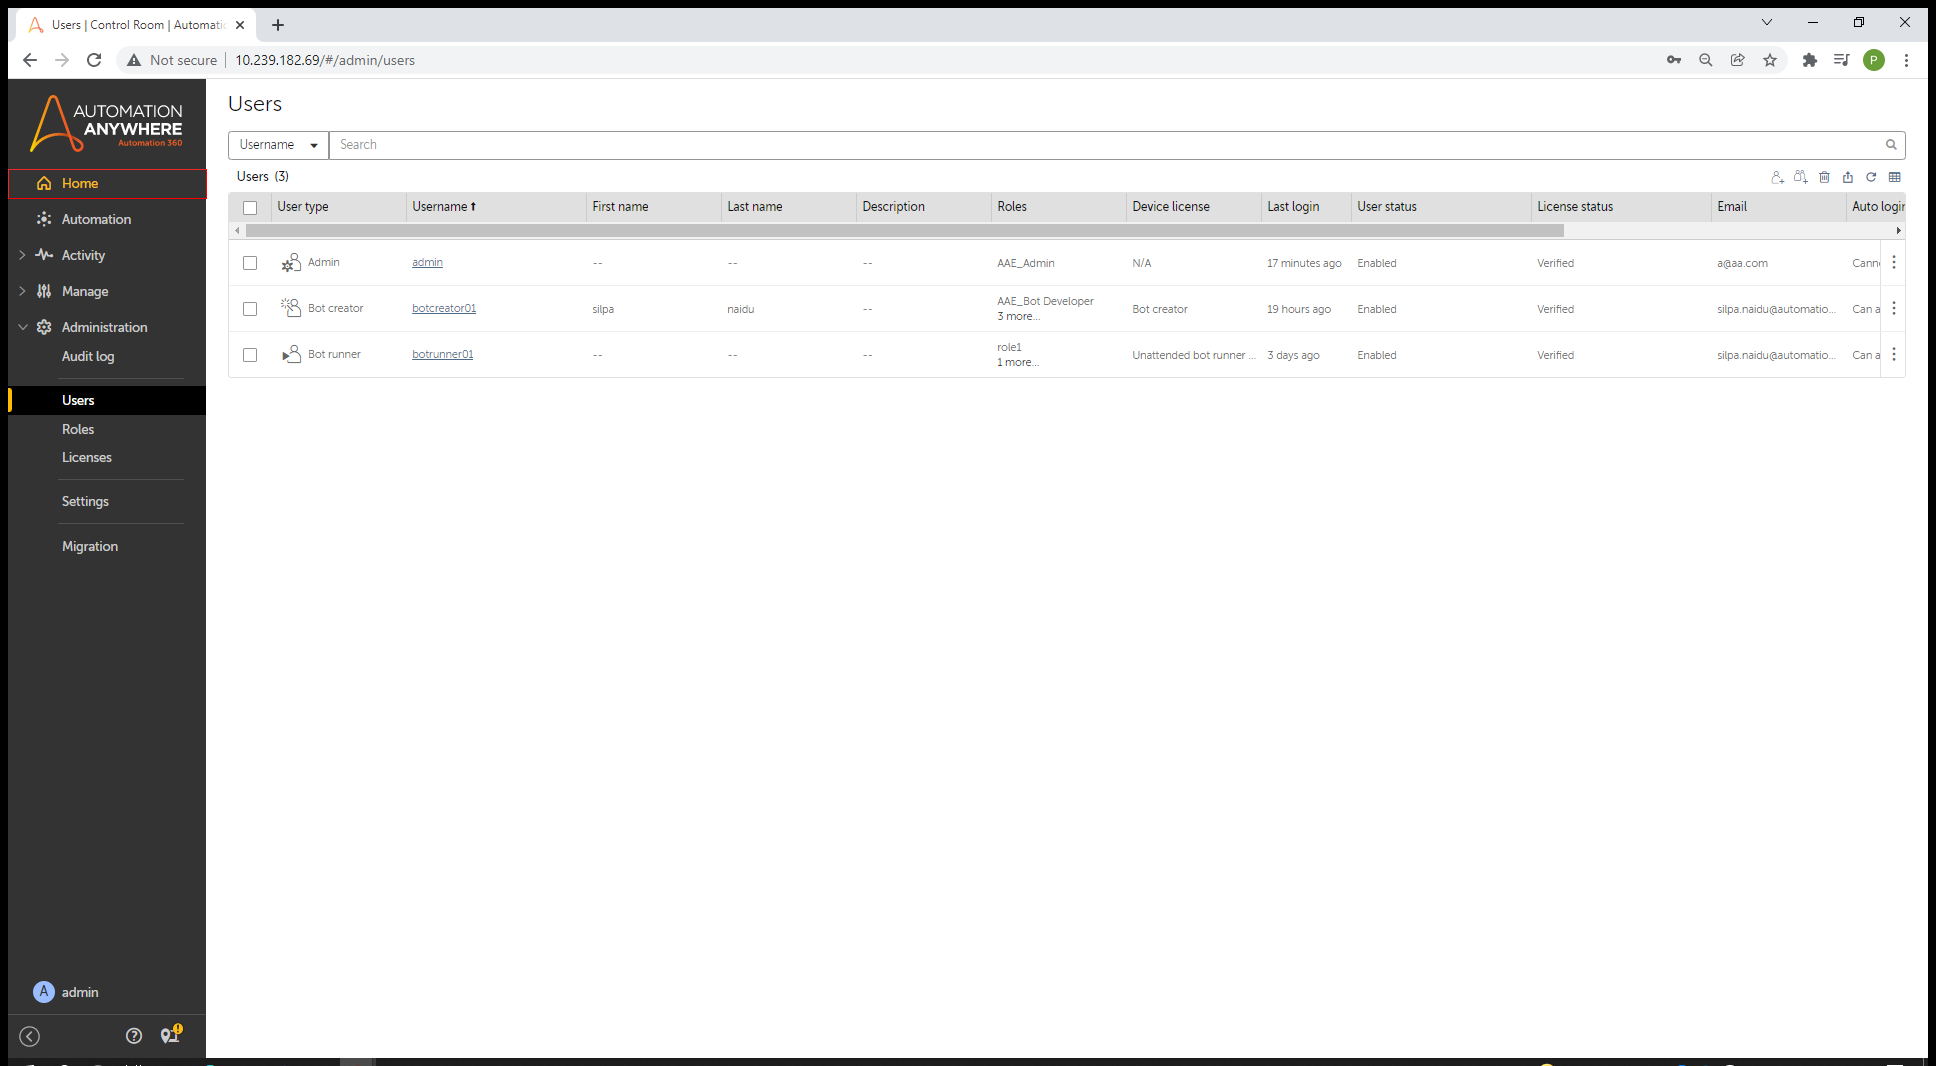 Users | Control Room | Automatic
Not secure 10.239.182.69/#/admin/users
P
AUTOMATION
ANYWHERE
Automation 360
Home
Automation
Activity
Manage
Administration
Audit log
Users
Roles
Licenses
Settings
Migration
A admin
Users
Username Search
Users (3)
User type Username First name Last name Description Roles Device license Last login User status License status Email Auto login
Admin admin -- -- -- AAE_Admin N/A 17 minutes ago Enabled Verified a@aa.com Cann
Bot creator botcreator01 silpa naidu -- AAE_Bot Developer Bot creator 19 hours ago Enabled Verified silpa.naidu@automatio... Can a
3 more...
Bot runner botrunner01 -- -- -- role1 Unattended bot runner ... 3 days ago Enabled Verified silpa.naidu@automatio... Can a
1 more...